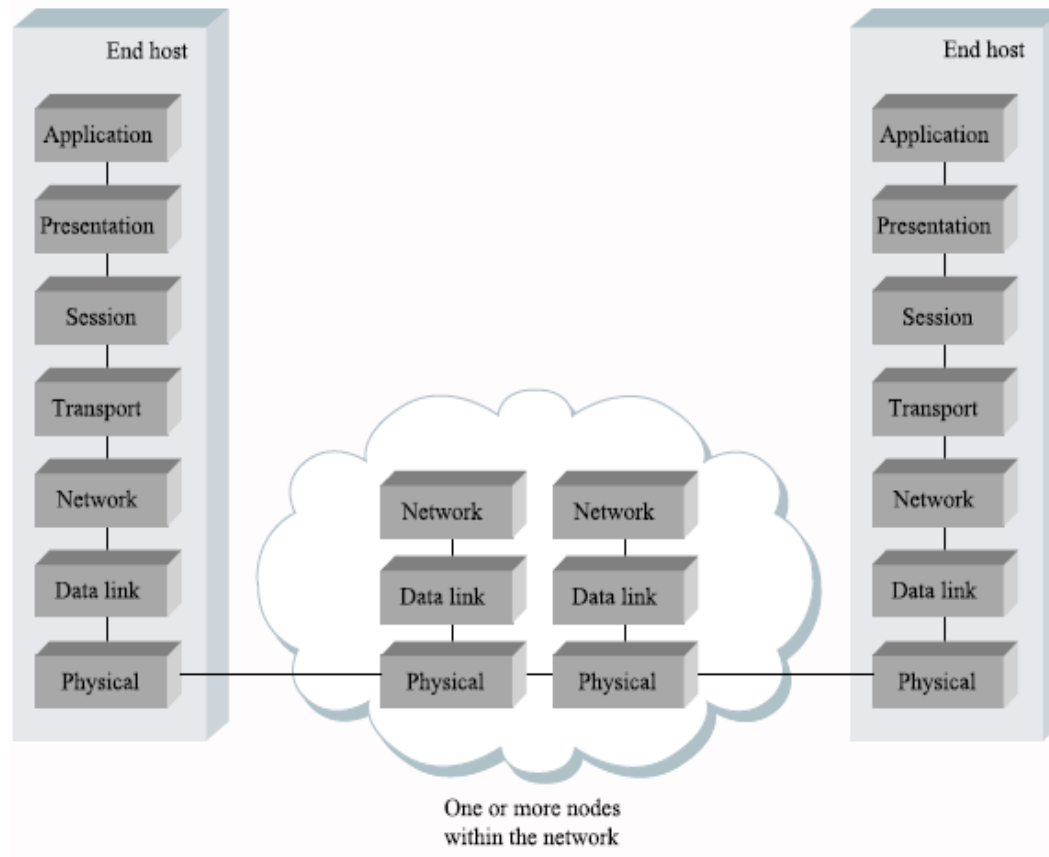 End host
Application
Presentation
Session
Transport
Network
Data link
Physical
Network
Data link
Physical
Network
Data link
Physical
One or more nodes
within the network
End host
Application
Presentation
Session
Transport
Network
Data link
Physical